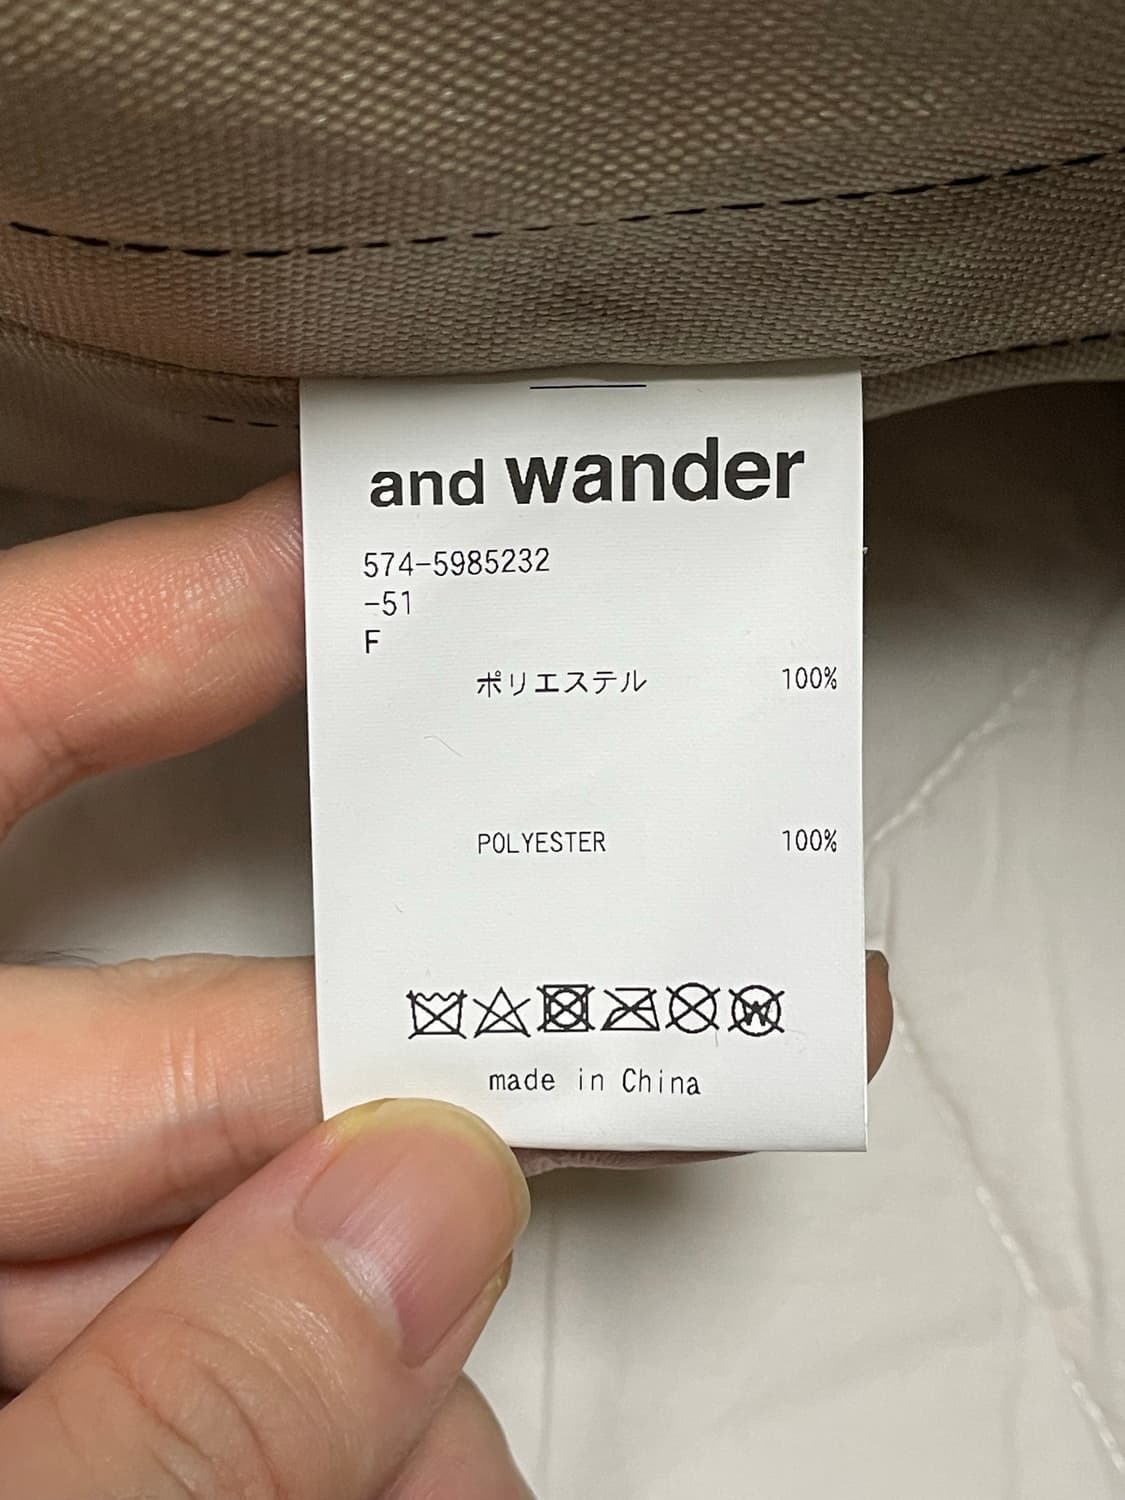 and wander
574-5985232
-51
F
ポリエステル 100%
POLYESTER 100%
W
made in China